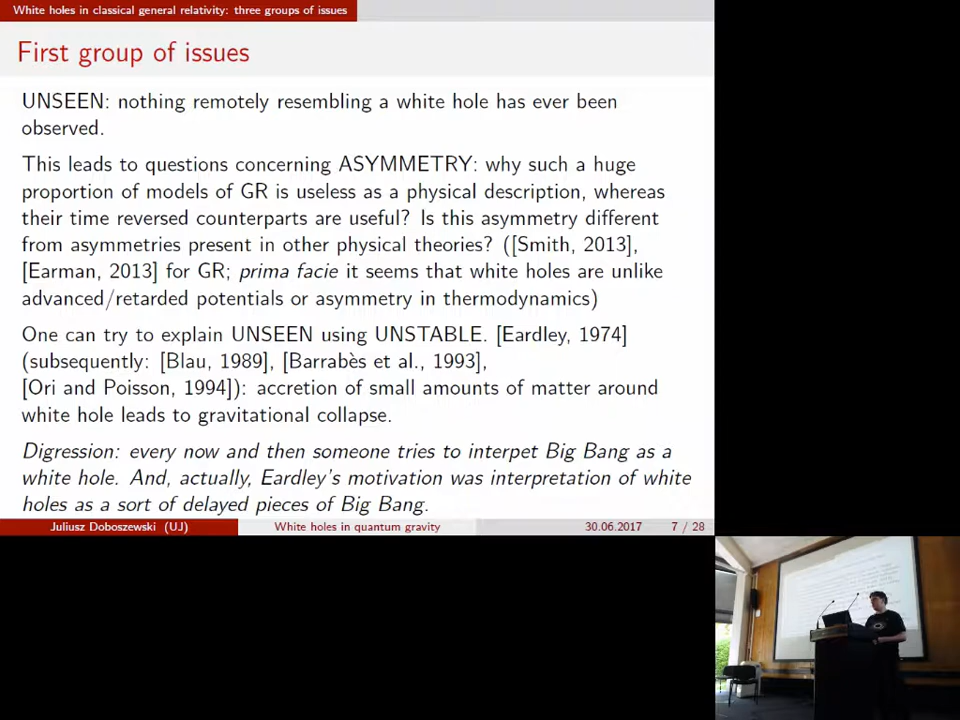 White holes in classical general relativity: three groups of issues
First group of issues
UNSEEN: nothing remotely resembling a white hole has ever been
observed.
This leads to questions concerning ASYMMETRY: why such a huge
proportion of models of GR is useless as a physical description, whereas
their time reversed counterparts are useful? Is this asymmetry different
from asymmetries present in other physical theories? ([Smith, 2013],
[Earman, 2013] for GR; prima facie it seems that white holes are unlike
advanced/retarded potentials or asymmetry in thermodynamics)
One can try to explain UNSEEN using UNSTABLE. [Eardley, 1974]
(subsequently: [Blau, 1989], [Barrabès et al., 1993],
[Ori and Poisson, 1994]): accretion of small amounts of matter around
white hole leads to gravitational collapse.
Digression: every now and then someone tries to interpet Big Bang as a
white hole. And, actually, Eardley's motivation was interpretation of white
holes as a sort of delayed pieces of Big Bang.
Juliusz Doboszewski (UJ) White holes in quantum gravity 30.06.2017 7 / 28